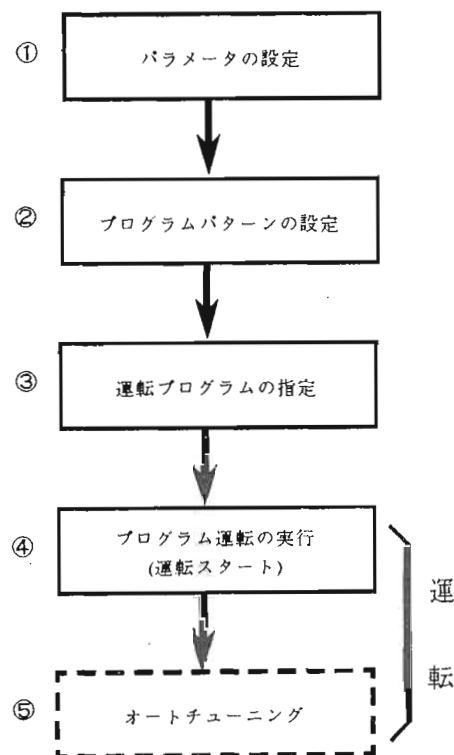 ① パラメータの設定
② プログラムパターンの設定
③ 運転プログラムの指定
④ プログラム運転の実行
(運転スタート)
運転
⑤ オートチューニング